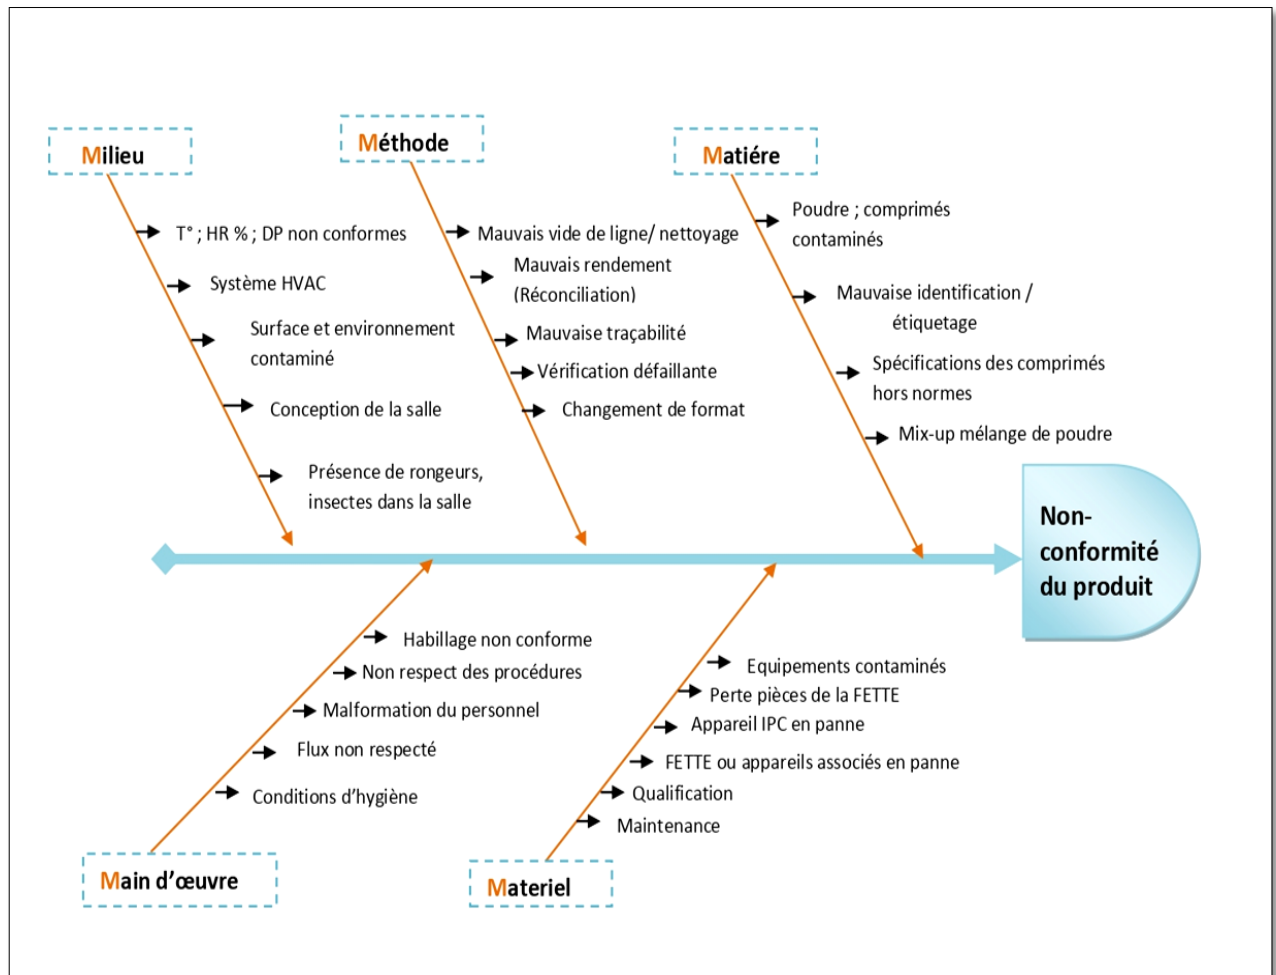 Milieu
T° ; HR % ; DP non conformes
Système HVAC
Surface et environnement
contaminé
Conception de la salle
Présence de rongeurs,
insectes dans la salle
Méthode
Mauvais vide de ligne/ nettoyage
Mauvais rendement
(Réconciliation)
Mauvaise traçabilité
Vérification défaillante
Changement de format
Matiére
Poudre ; comprimés
contaminés
Mauvaise identification /
étiquetage
Spécifications des comprimés
hors normes
Mix-up mélange de poudre
Non-
conformité
du produit
Habillage non conforme
Non respect des procédures
Malformation du personnel
Flux non respecté
Conditions d’hygiène
Main d’œuvre
Equipements contaminés
Perte pièces de la FETTE
Appareil IPC en panne
FETTE ou appareils associés en panne
Qualification
Maintenance
Materiel